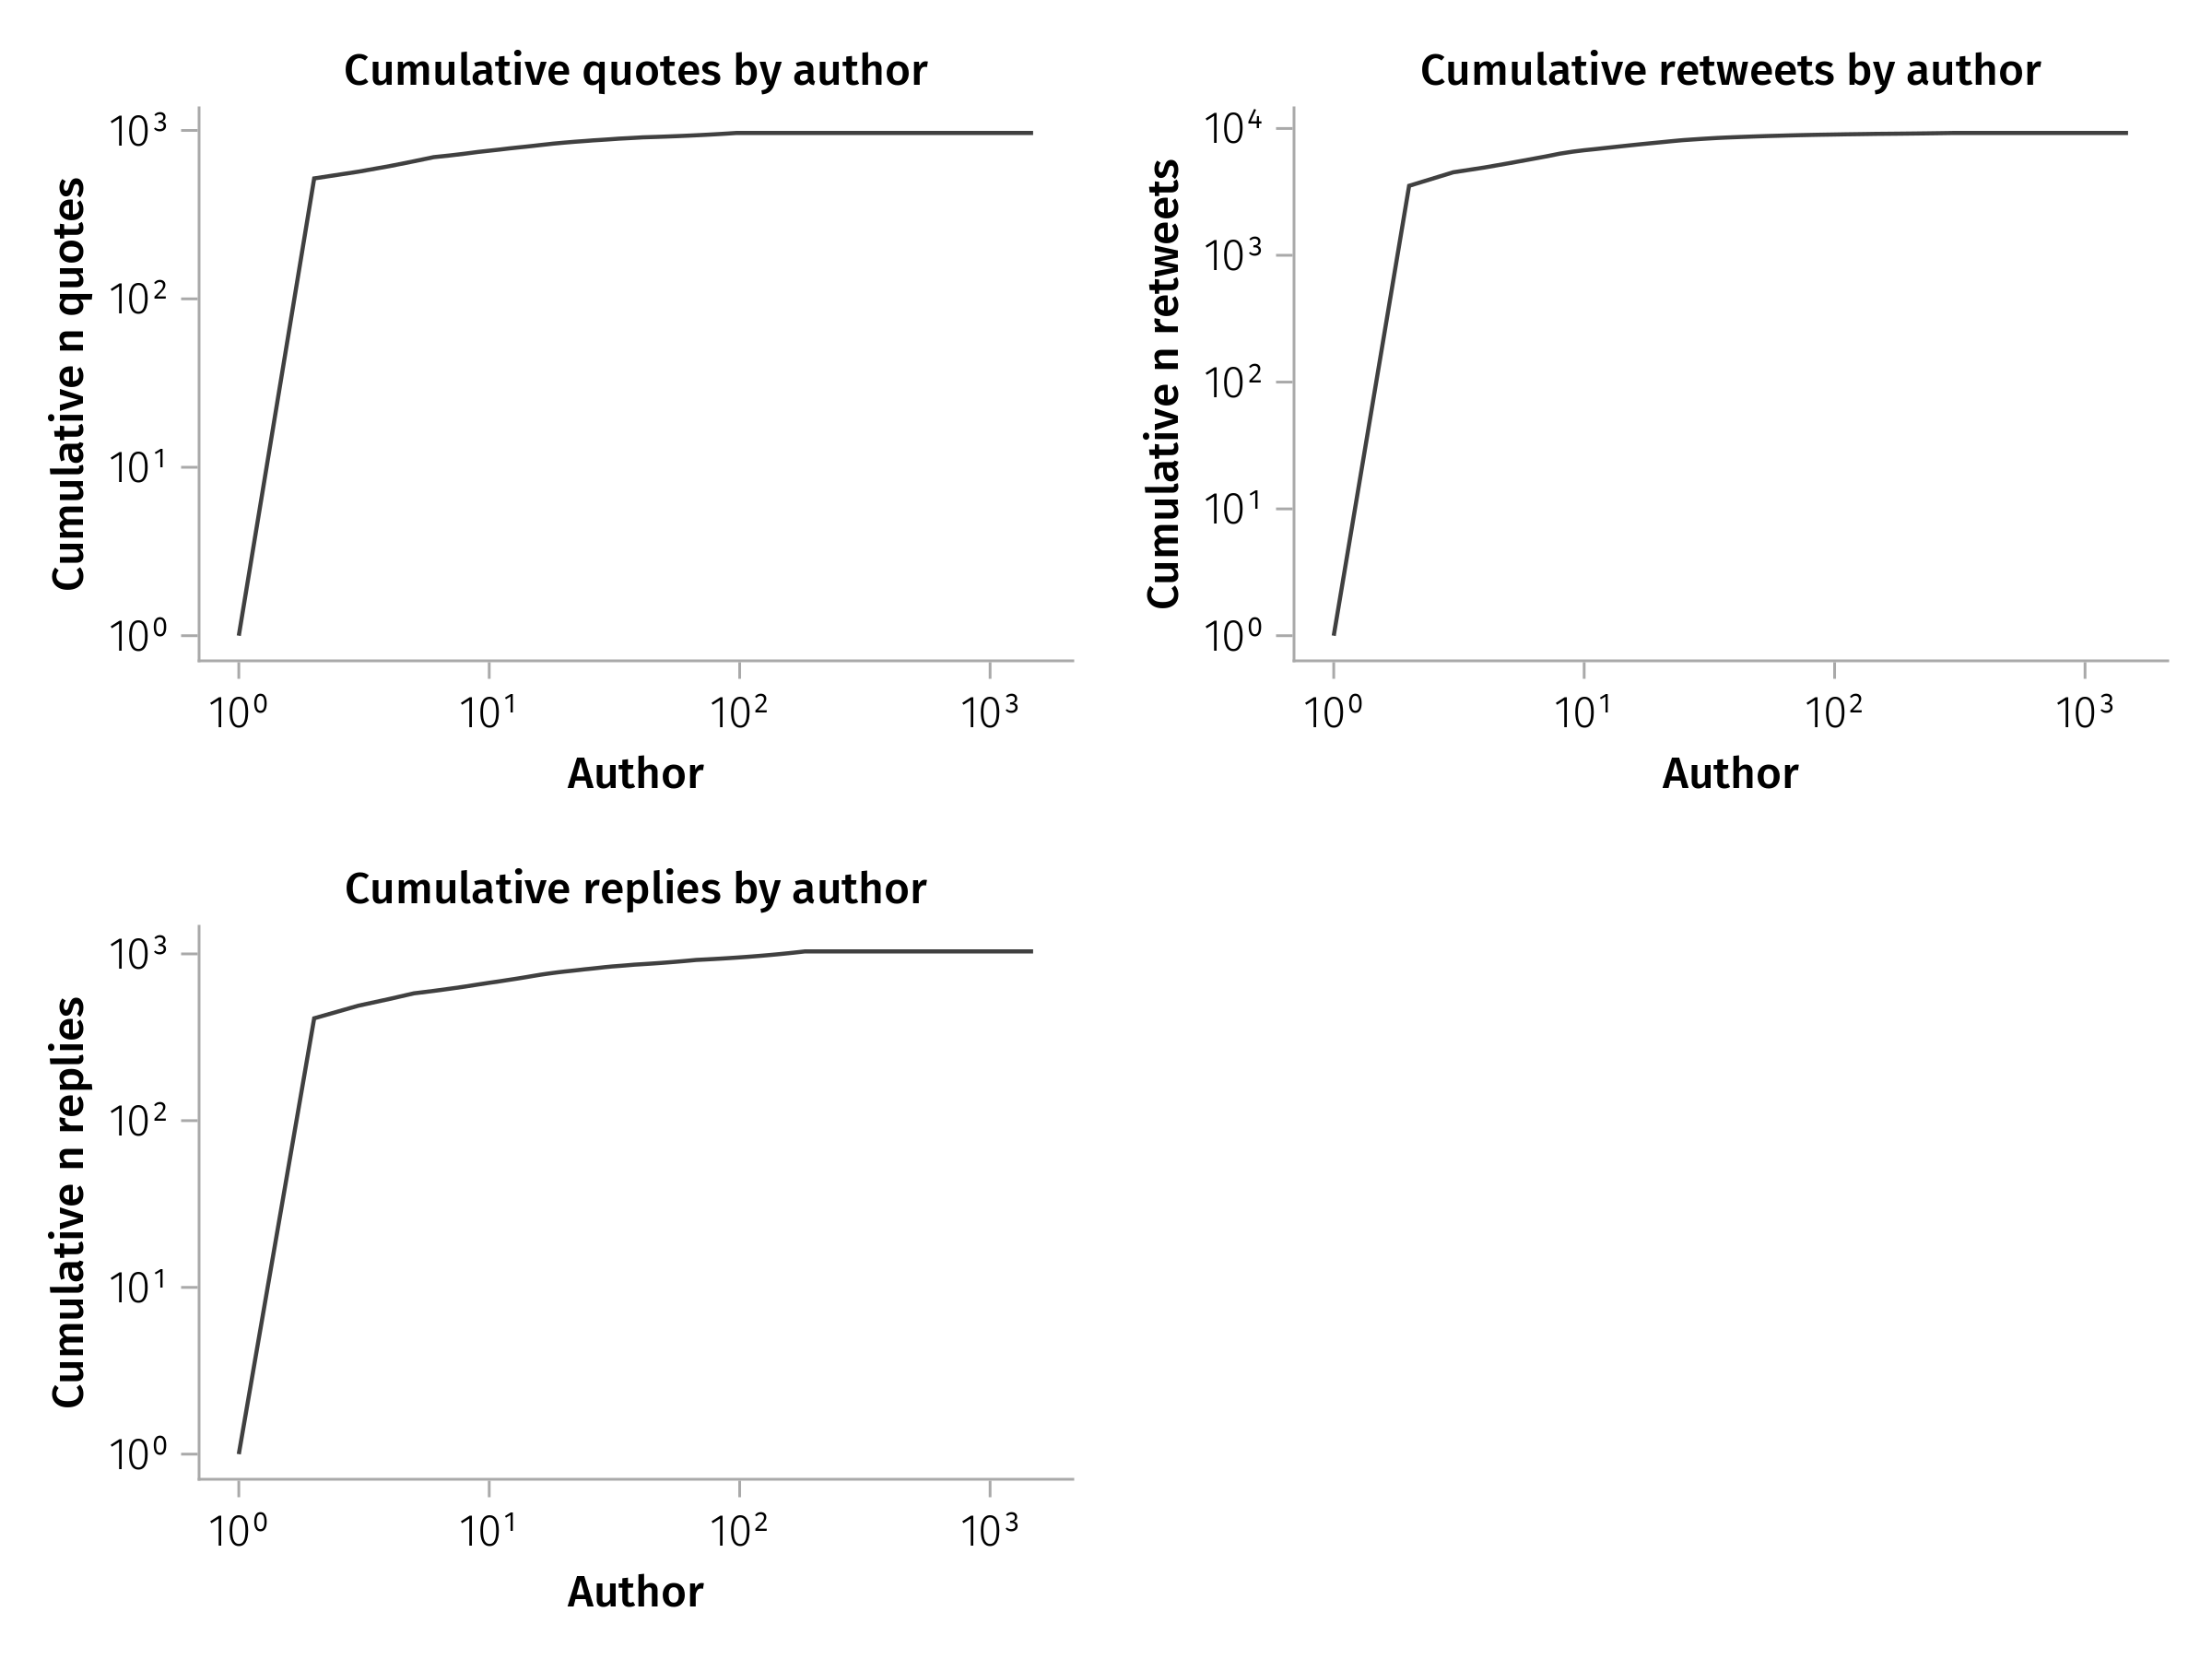 Cumulative quotes by author
Cumulative n quotes
10³
10²
10¹
10⁰
10⁰ 10¹ 10² 10³
Author
Cumulative retweets by author
Cumulative n retweets
10⁴
10³
10²
10¹
10⁰
10⁰ 10¹ 10² 10³
Author
Cumulative replies by author
Cumulative n replies
10³
10²
10¹
10⁰
10⁰ 10¹ 10² 10³
Author